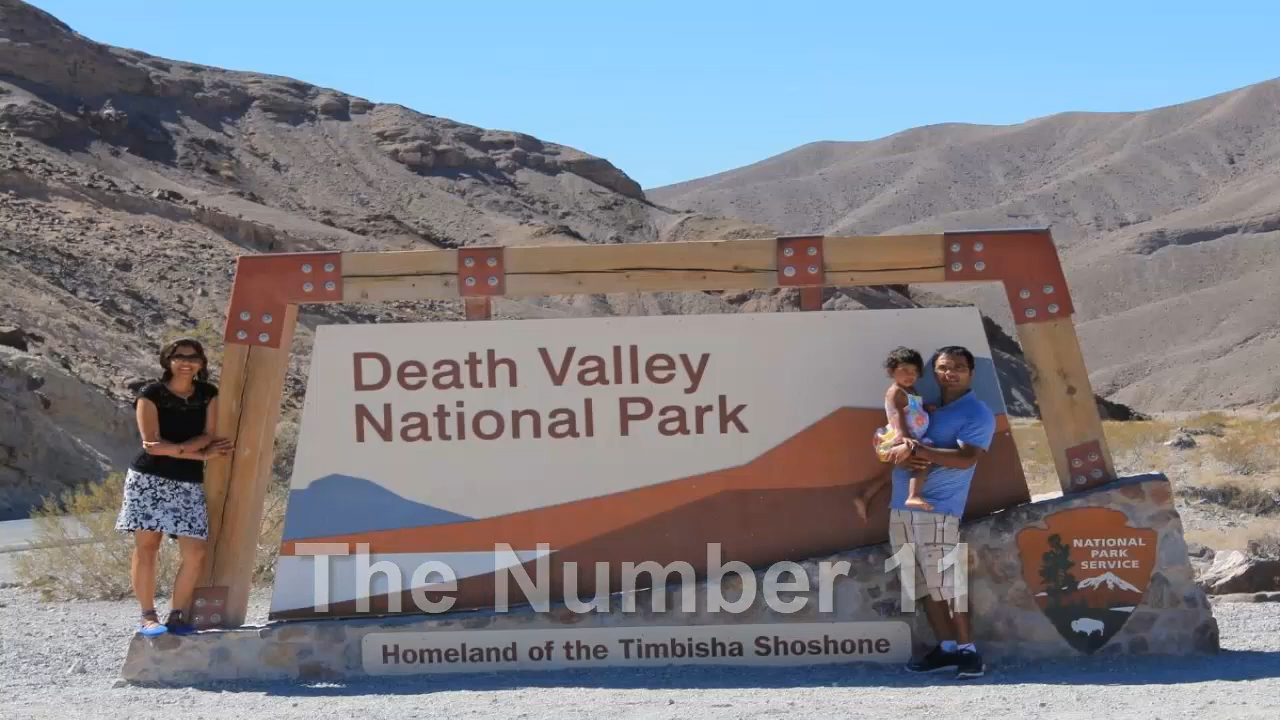 Death Valley
National Park
The Number 11
NATIONAL
PARK
SERVICE
Homeland of the Timbisha Shoshone